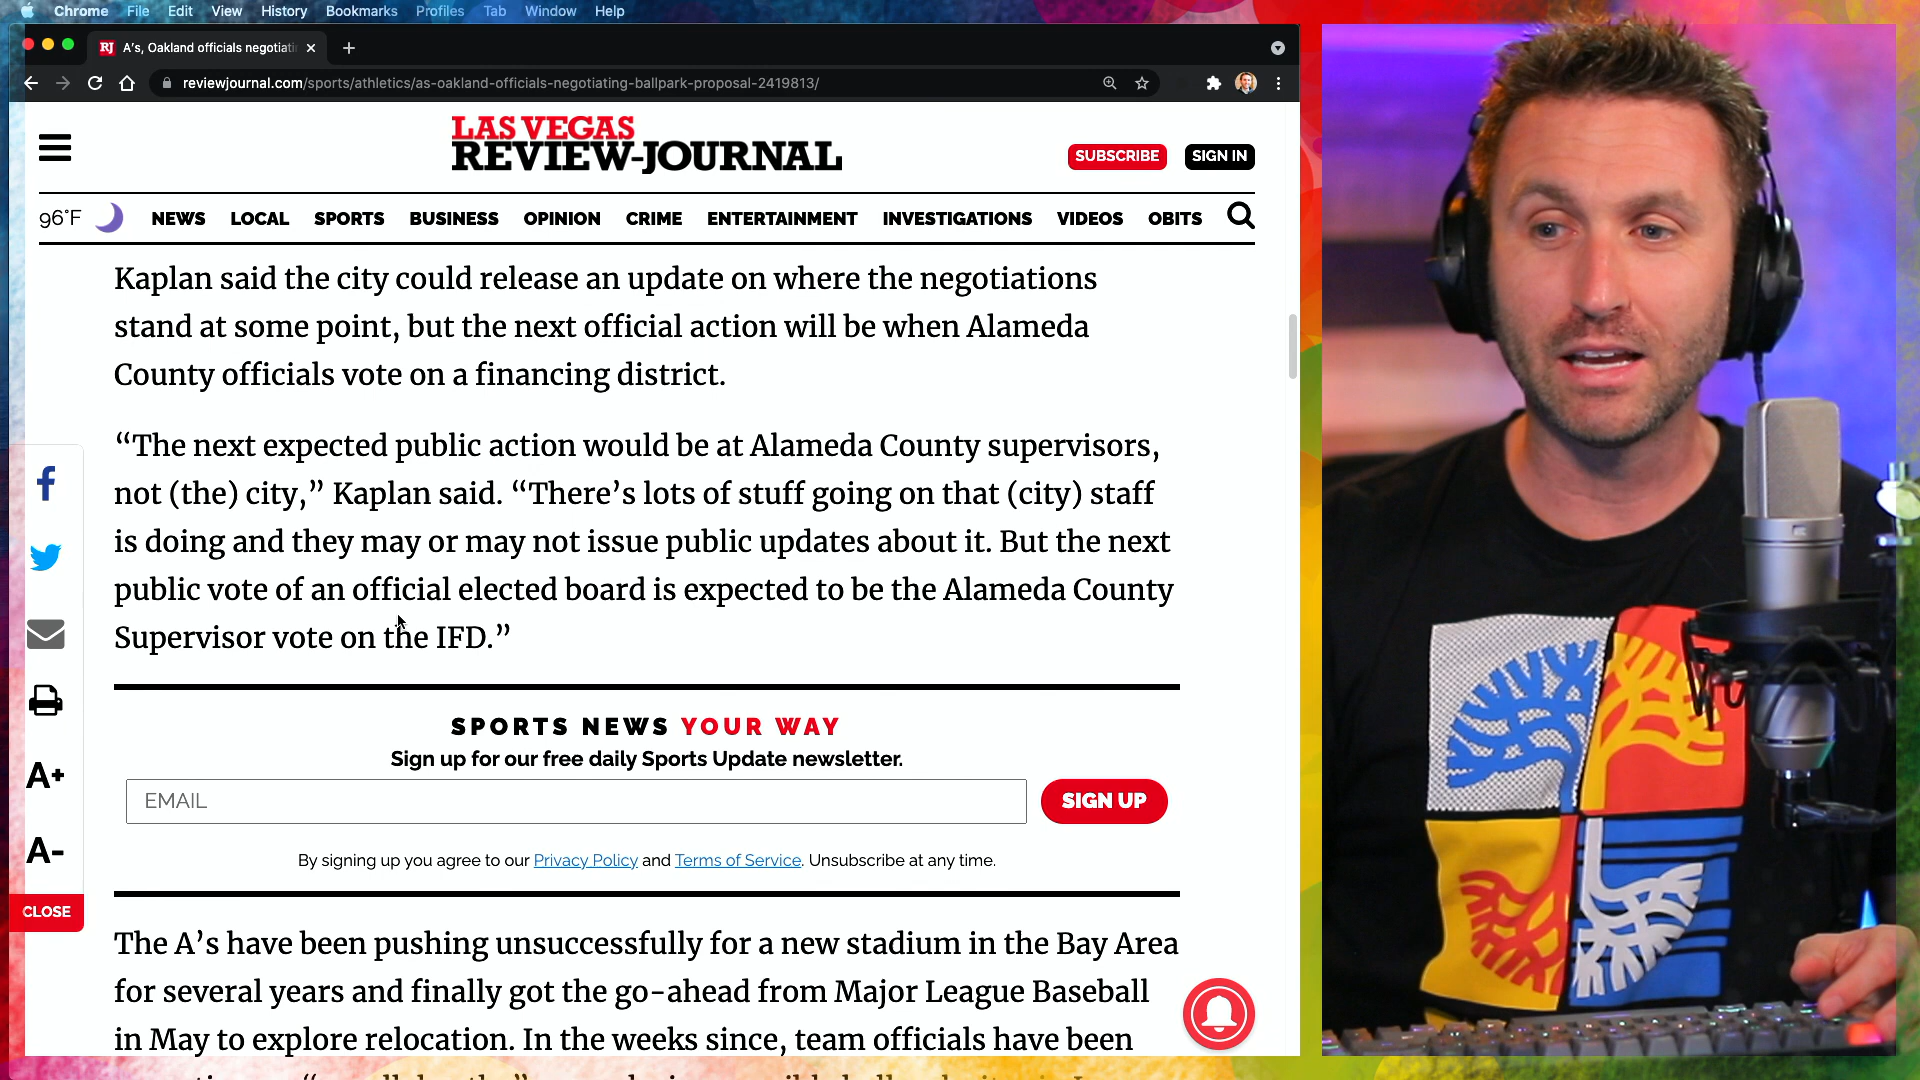 Chrome File Edit View History Bookmarks Profiles Tab Window Help
RJ A's, Oakland officials negotiati
reviewjournal.com/sports/athletics/as-oakland-officials-negotiating-ballpark-proposal-2419813/
LAS VEGAS
REVIEW-JOURNAL
SUBSCRIBE SIGN IN
96°F NEWS LOCAL SPORTS BUSINESS OPINION CRIME ENTERTAINMENT INVESTIGATIONS VIDEOS OBITS
Kaplan said the city could release an update on where the negotiations
stand at some point, but the next official action will be when Alameda
County officials vote on a financing district.
“The next expected public action would be at Alameda County supervisors,
not (the) city,” Kaplan said. “There’s lots of stuff going on that (city) staff
is doing and they may or may not issue public updates about it. But the next
public vote of an official elected board is expected to be the Alameda County
Supervisor vote on the IFD.”
A+
A-
CLOSE
SPORTS NEWS YOUR WAY
Sign up for our free daily Sports Update newsletter.
EMAIL
SIGN UP
By signing up you agree to our Privacy Policy and Terms of Service. Unsubscribe at any time.
The A’s have been pushing unsuccessfully for a new stadium in the Bay Area
for several years and finally got the go-ahead from Major League Baseball
in May to explore relocation. In the weeks since, team officials have been